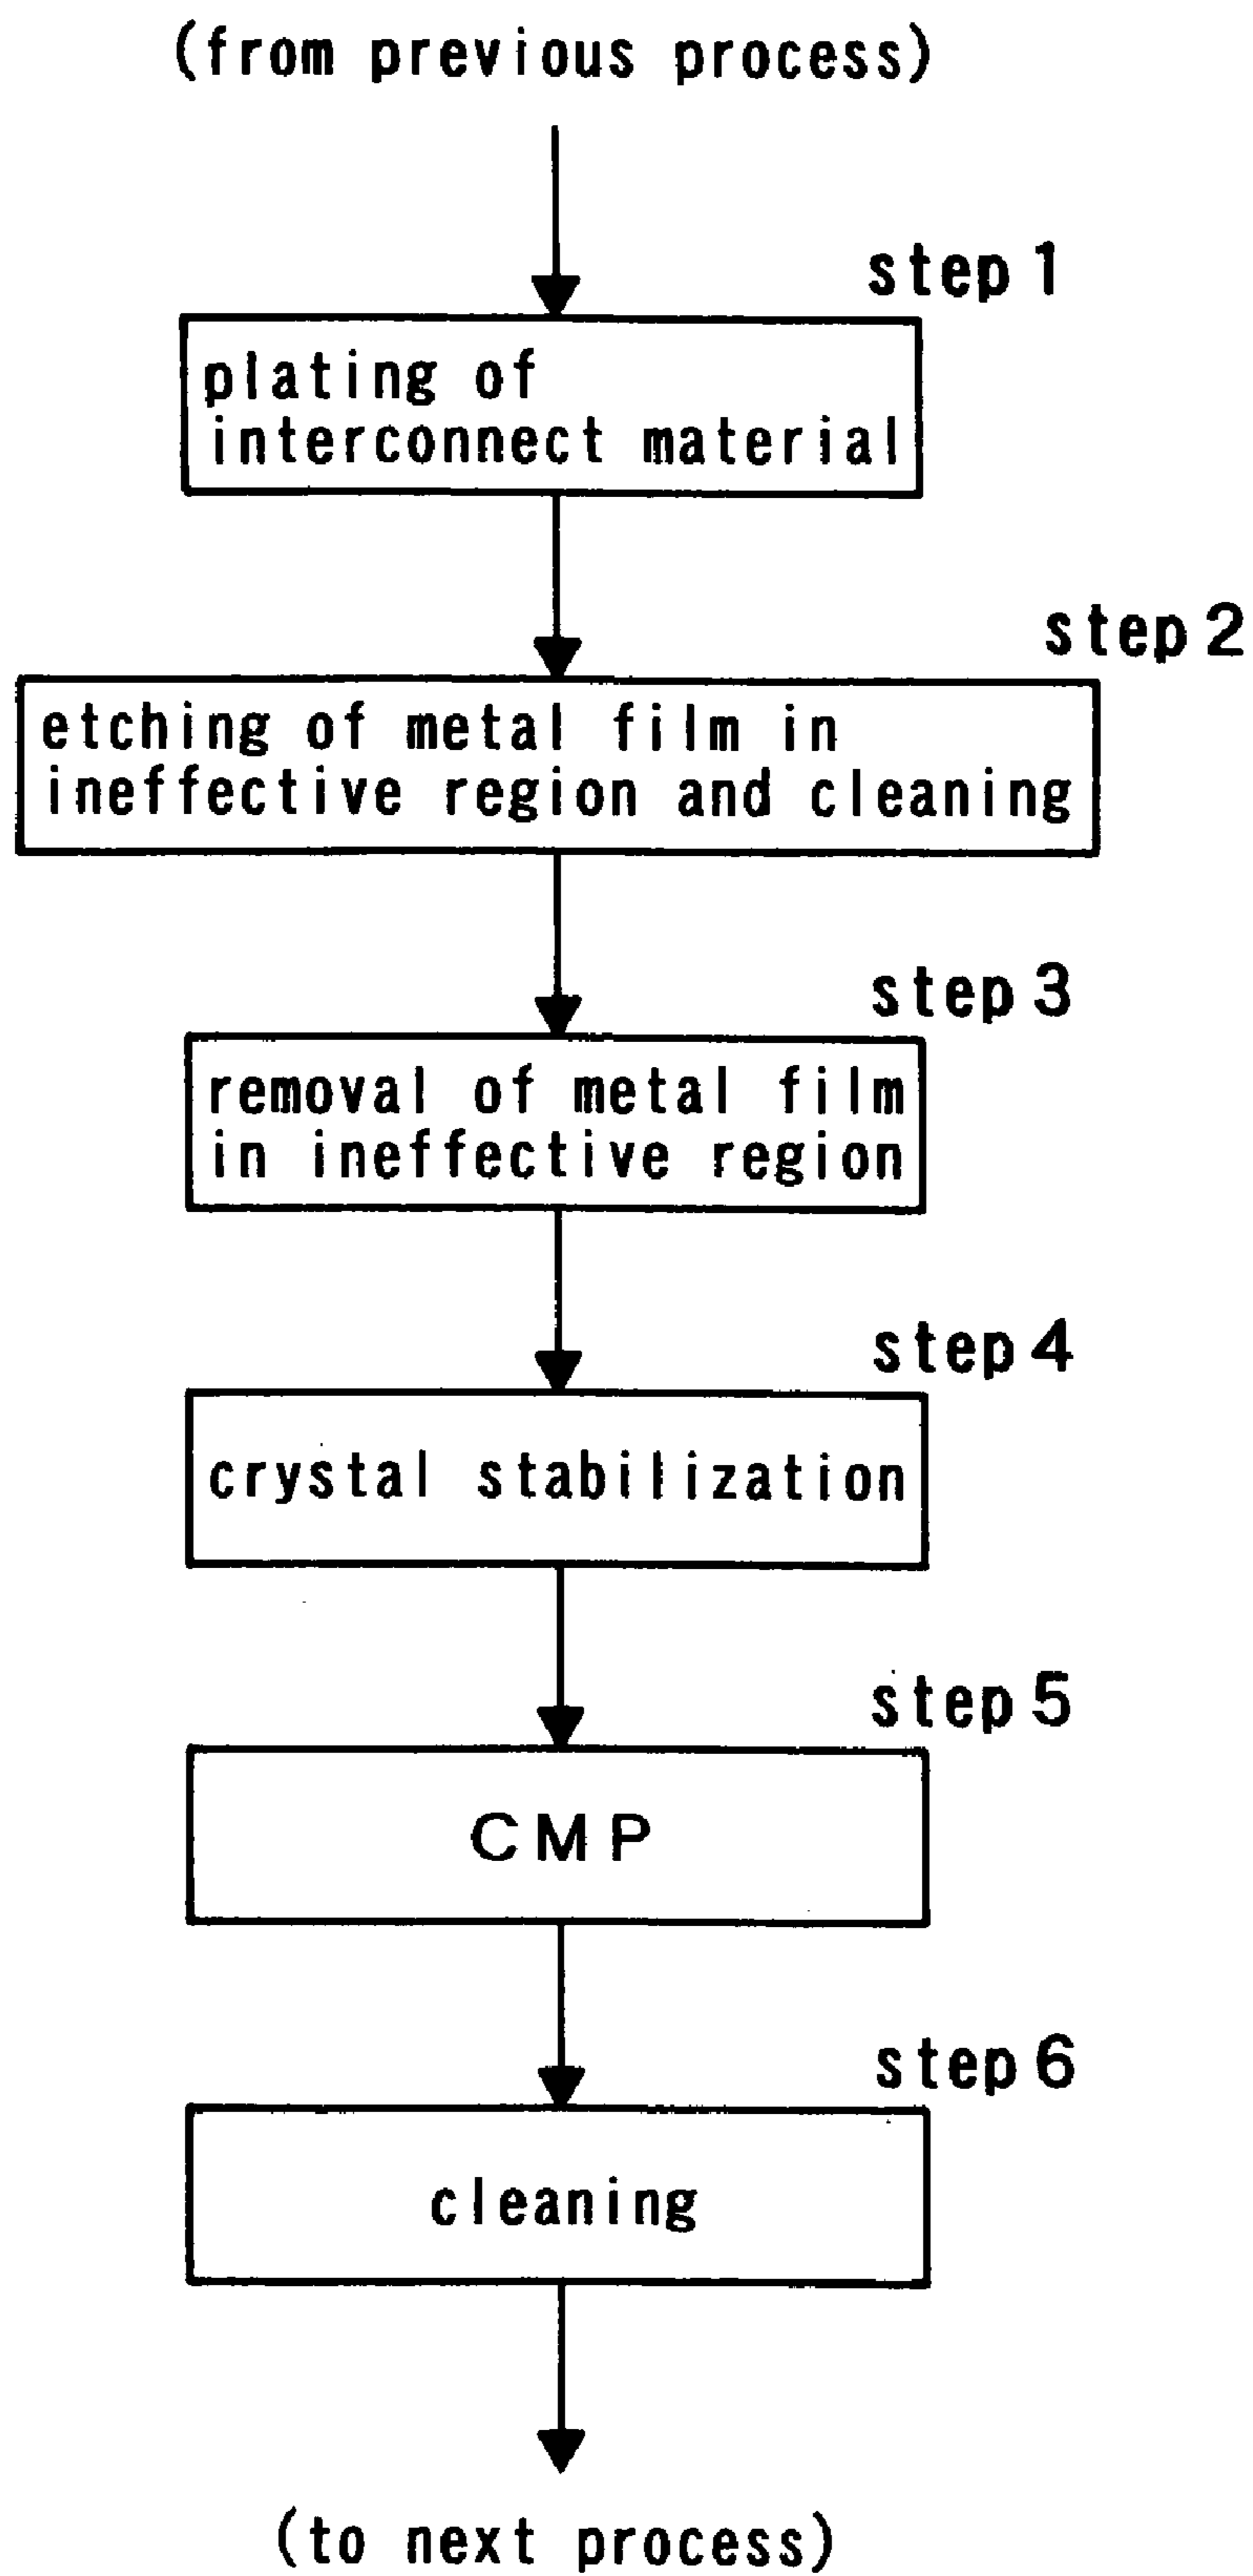 (from previous process)
step 1
plating of
interconnect material
step 2
etching of metal film in
ineffective region and cleaning
step 3
removal of metal film
in ineffective region
step 4
crystal stabilization
step 5
CMP
step 6
cleaning
(to next process)